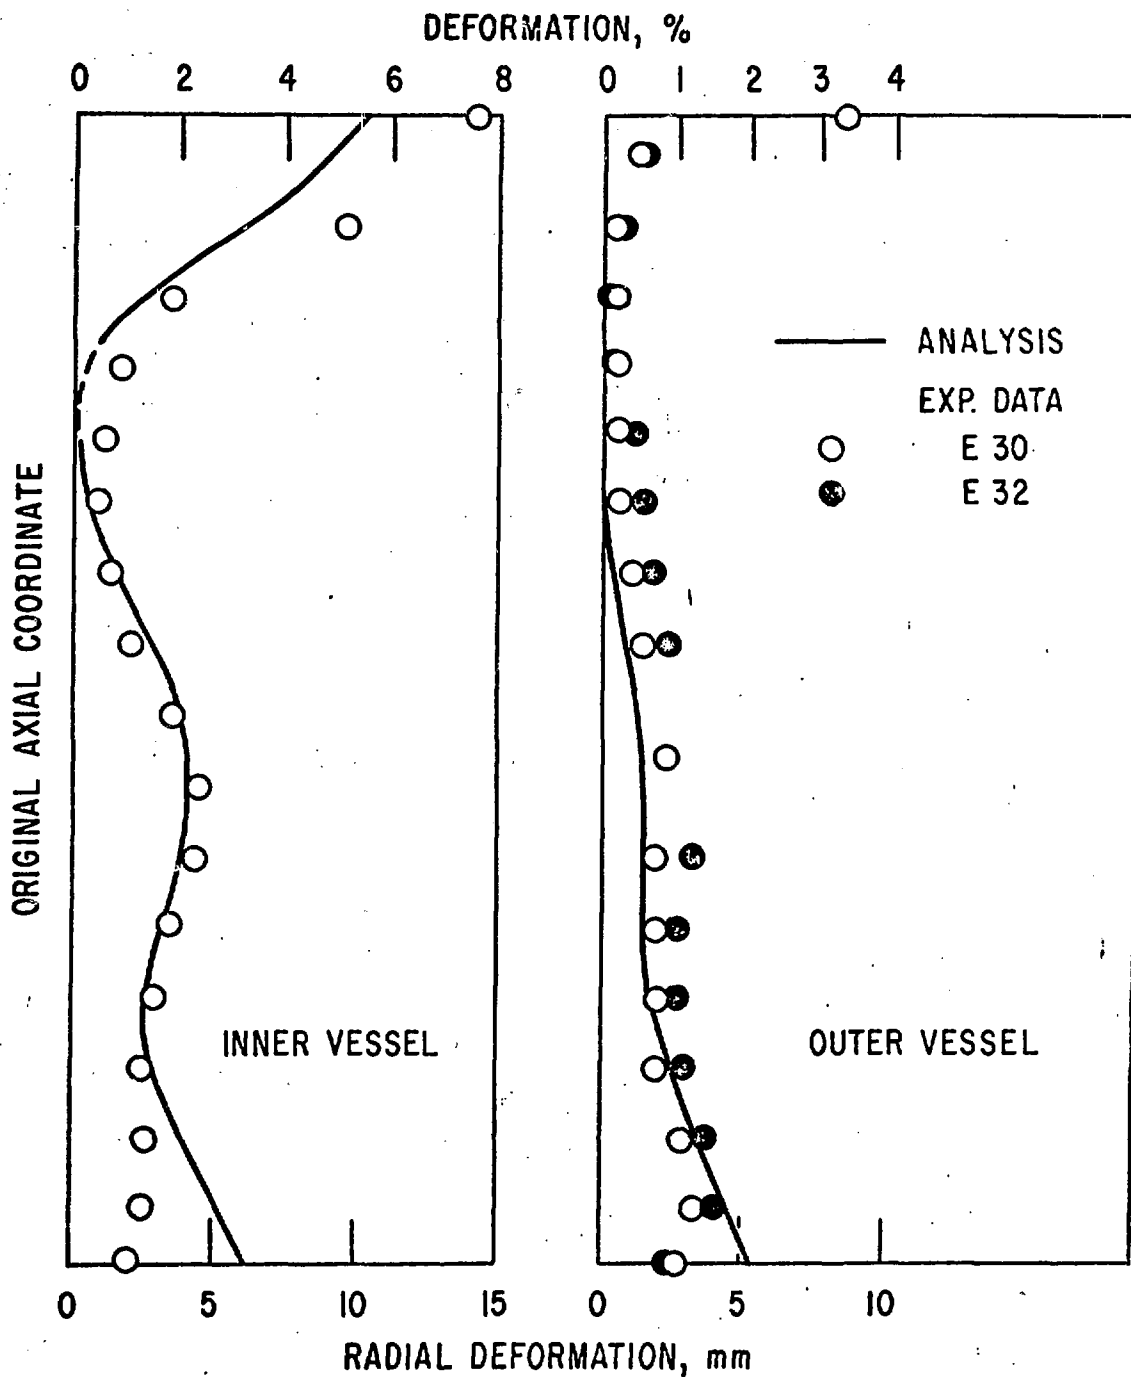 DEFORMATION, %
0 2 4 6 8 0 1 2 3 4
ANALYSIS
EXP. DATA
E 30
E 32
ORIGINAL AXIAL COORDINATE
INNER VESSEL OUTER VESSEL
0 5 10 15 0 5 10
RADIAL DEFORMATION, mm